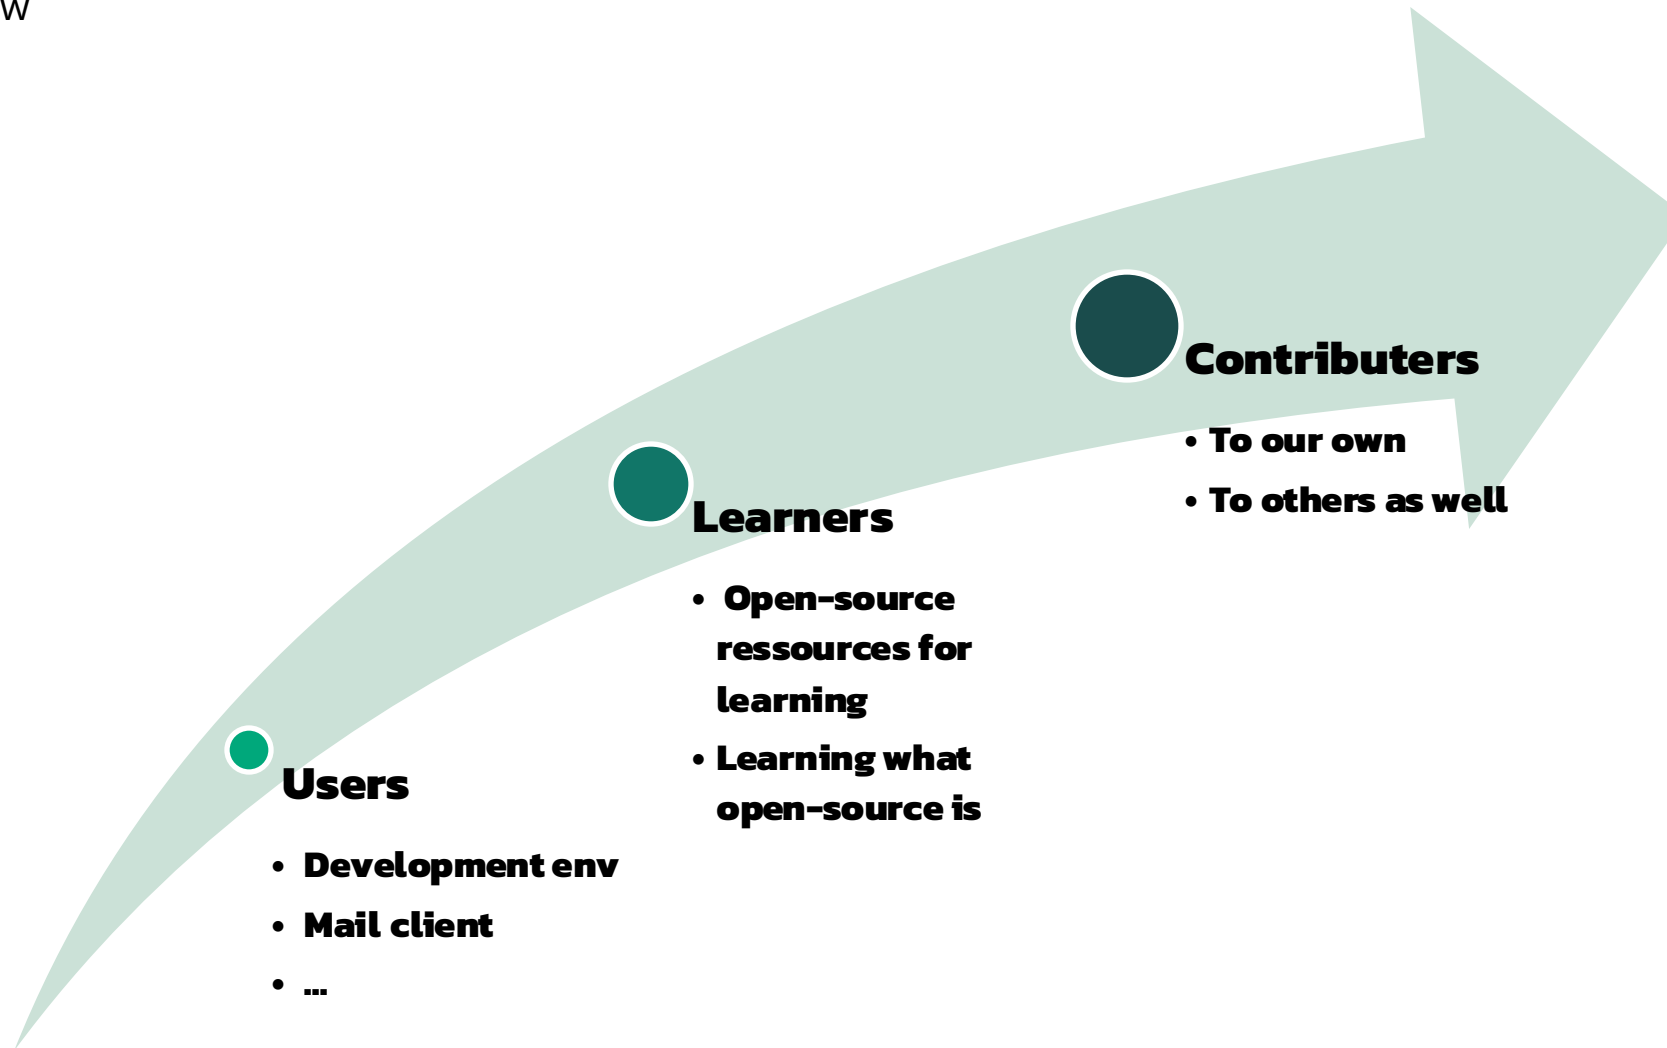 w
Users
• Development env
• Mail client
• ...
Learners
• Open-source
ressources for
learning
• Learning what
open-source is
Contributers
• To our own
• To others as well